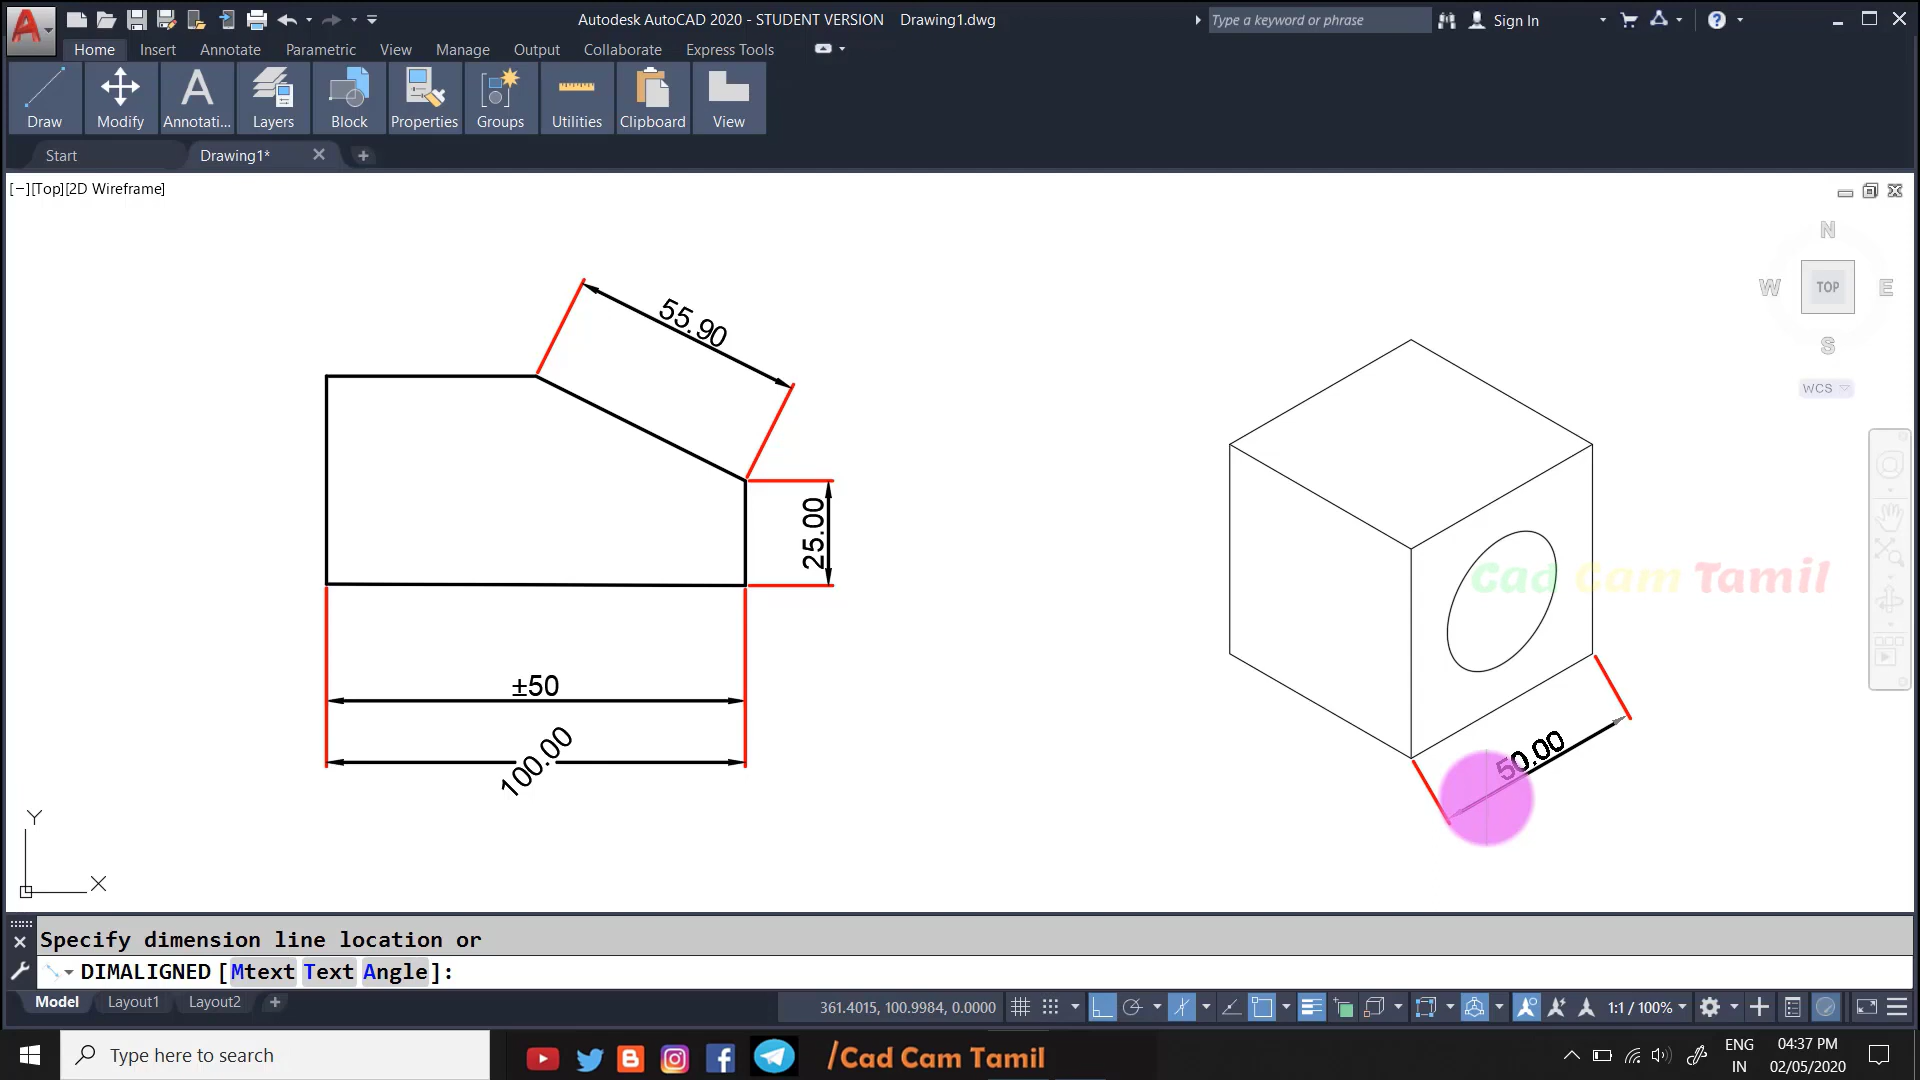 Autodesk AutoCAD 2020 - STUDENT VERSION Drawing1.dwg
Type a keyword or phrase
Sign In
Home Insert Annotate Parametric View Manage Output Collaborate Express Tools
Draw Modify Annotati... Layers Block Properties Groups Utilities Clipboard View
Start Drawing1*
[−][Top][2D Wireframe]
N
W TOP E
S
WCS
55.90
25.00
±50
100.00
50.00
Cad Cam Tamil
Y
X
Specify dimension line location or
DIMALIGNED [Mtext Text Angle]:
Model Layout1 Layout2
361.4015, 100.9984, 0.0000
1:1 / 100%
Type here to search
/Cad Cam Tamil
ENG
IN
04:37 PM
02/05/2020